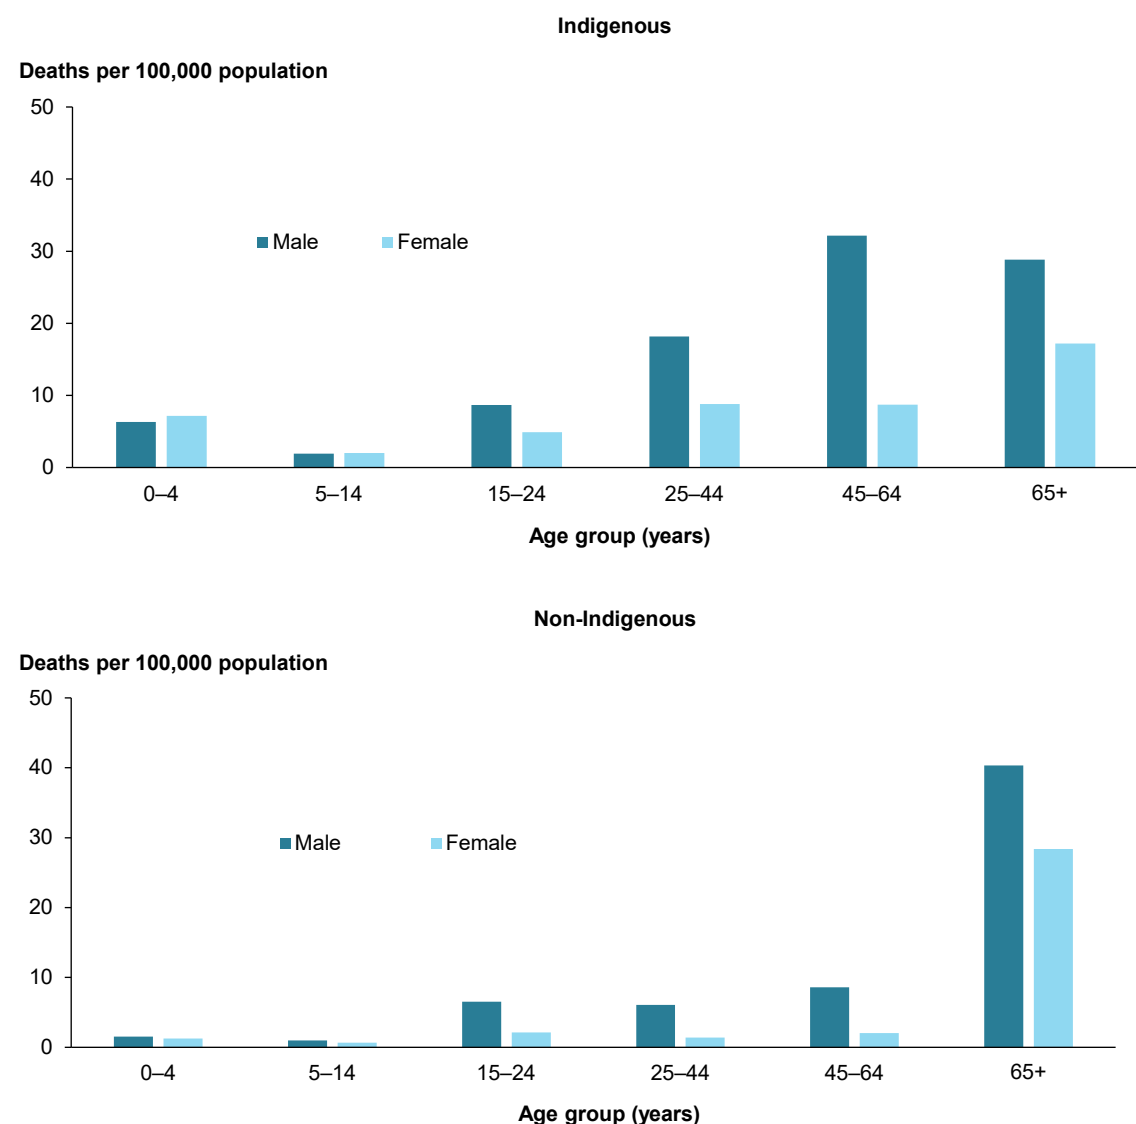 Indigenous
Deaths per 100,000 population
50
40
30
Male Female
20
10
0
0–4 5–14 15–24 25–44 45–64 65+
Age group (years)
Non-Indigenous
Deaths per 100,000 population
50
40
30
Male Female
20
10
0
0–4 5–14 15–24 25–44 45–64 65+
Age group (years)